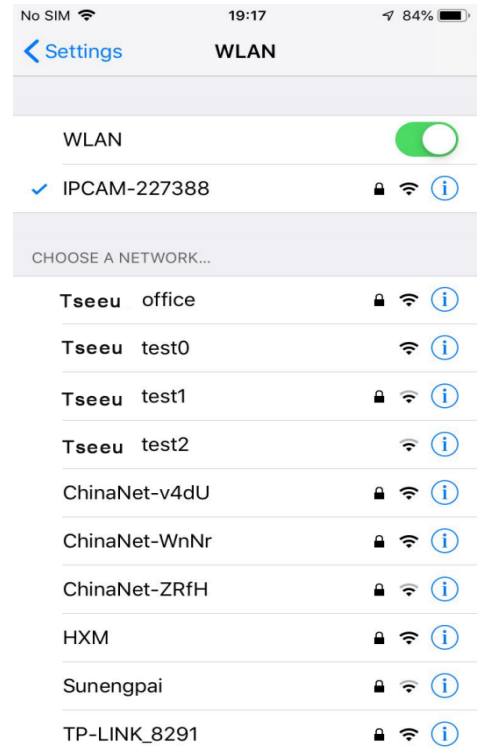 No SIM 19:17 84%
Settings WLAN
WLAN
IPCAM-227388
CHOOSE A NETWORK...
Tseeu office
Tseeu test0
Tseeu test1
Tseeu test2
ChinaNet-v4dU
ChinaNet-WnNr
ChinaNet-ZRfH
HXM
Sunengpai
TP-LINK_8291